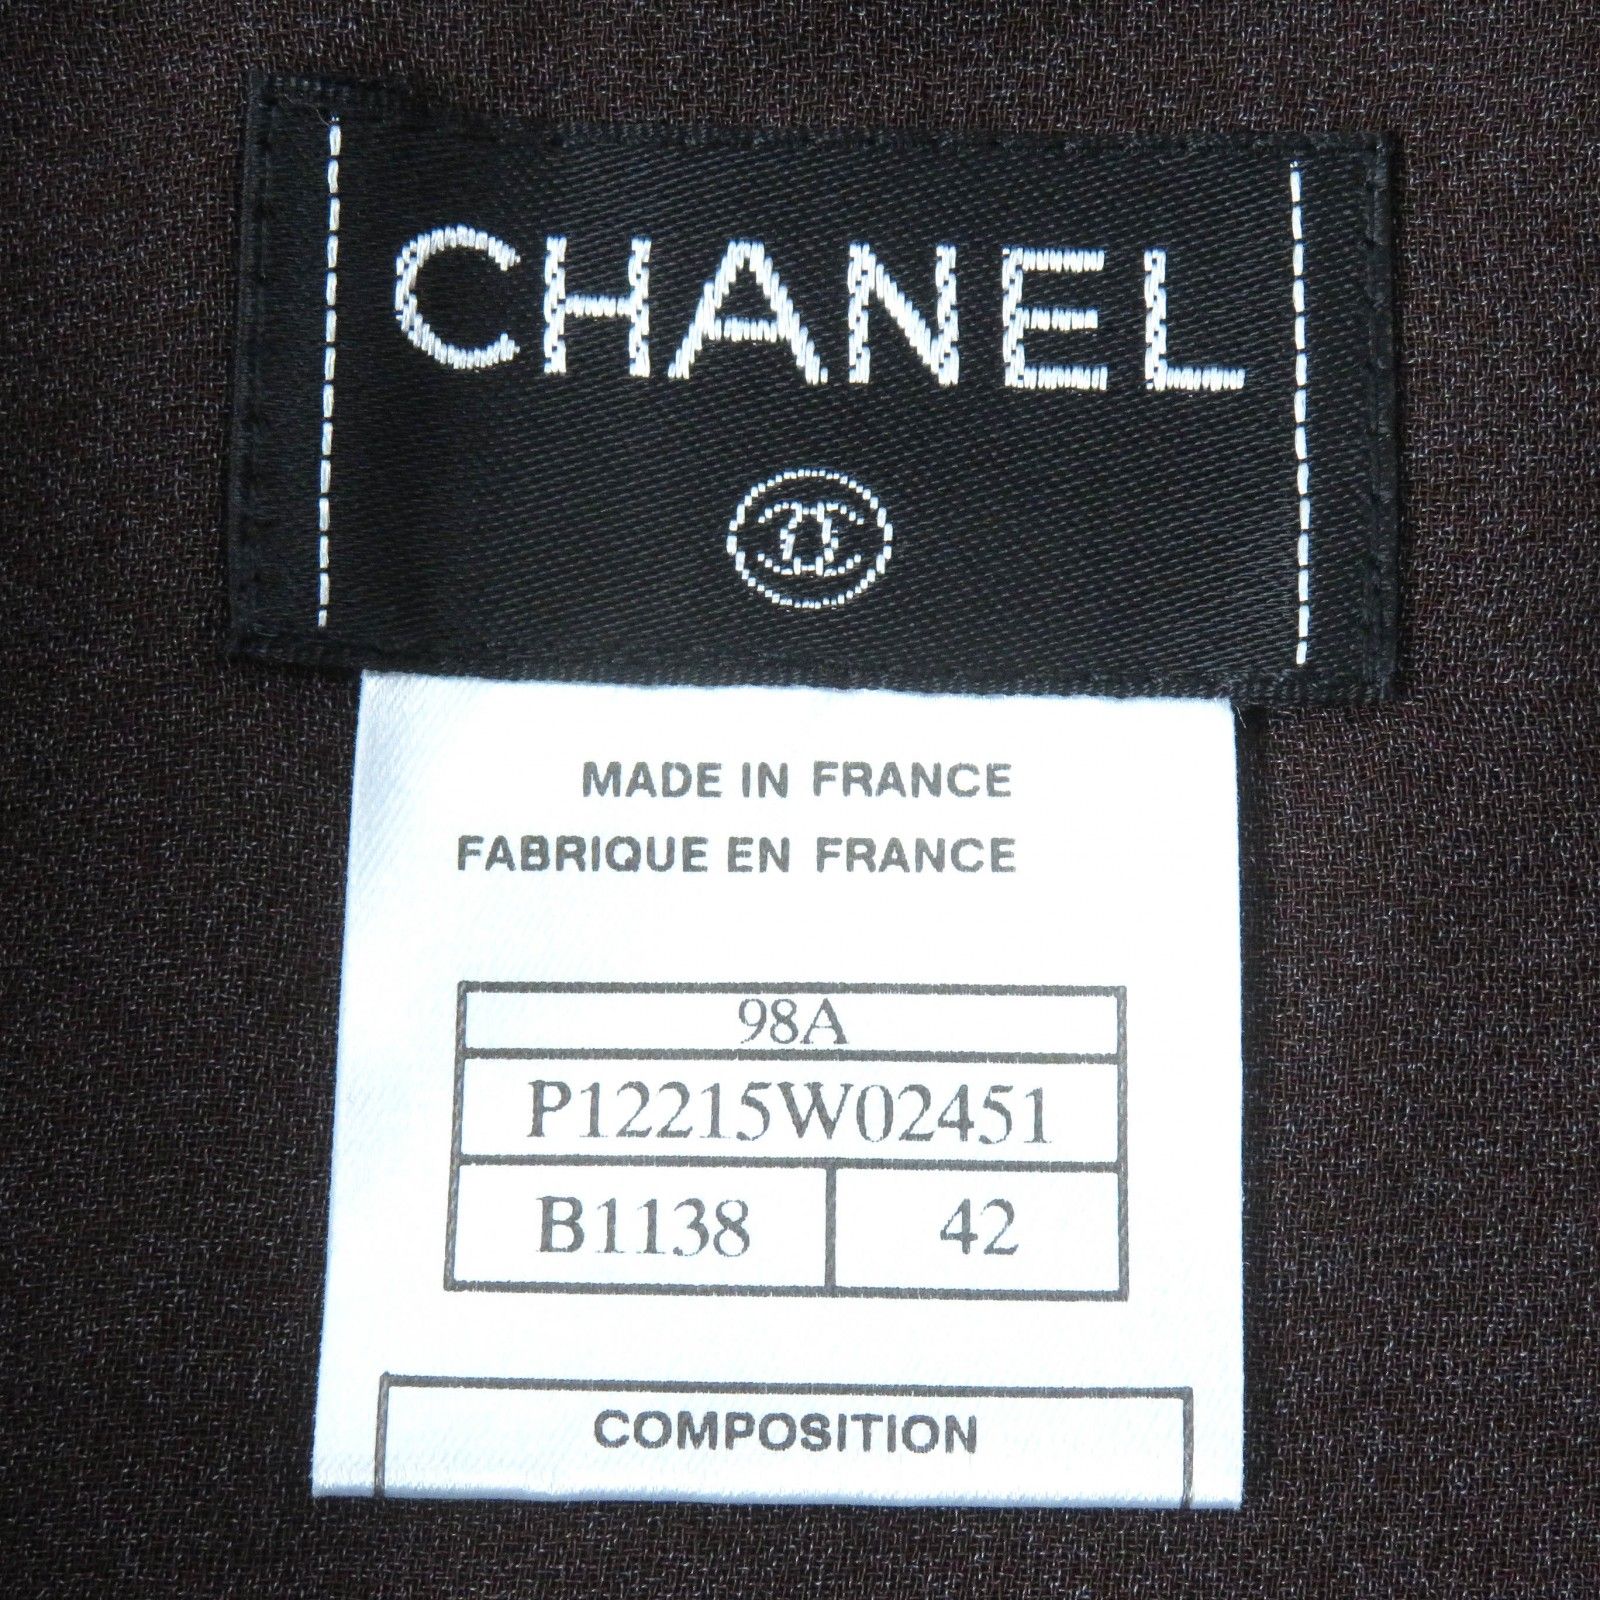 CHANEL
MADE IN FRANCE
FABRIQUE EN FRANCE
98A
P12215W02451
B1138 42
COMPOSITION